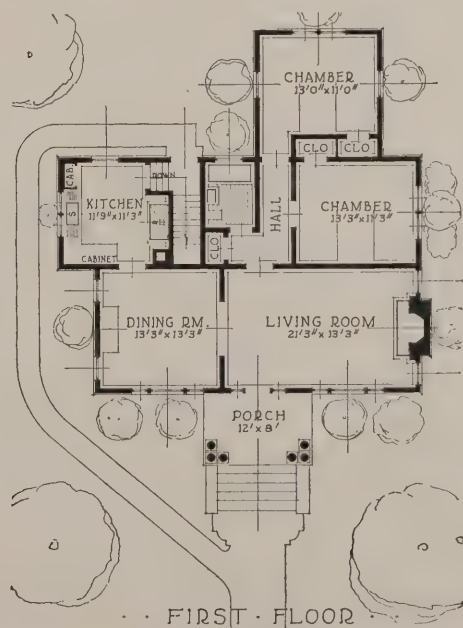 CHAMBER
13'0"x11'0"
CLO
CLO
CAB.
DOWN
KITCHEN
11'9"x11'3"
S
R
CABINET
CLO
HALL
CHAMBER
13'3"x11'3"
DINING RM.
13'3"x13'3"
LIVING ROOM
21'3"x13'3"
PORCH
12'x8'
· · FIRST · FLOOR · ·